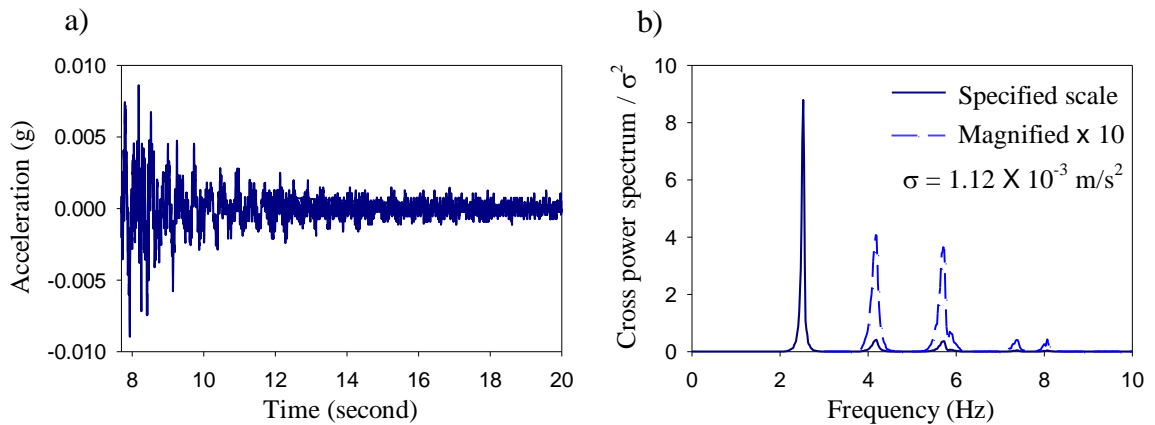 a)
Acceleration (g)
0.010
0.005
0.000
-0.005
-0.010
8 10 12 14 16 18 20
Time (second)
b)
Cross power spectrum / σ²
10
8
6
4
2
0
Specified scale
Magnified x 10
σ = 1.12 X 10⁻³ m/s²
0 2 4 6 8 10
Frequency (Hz)